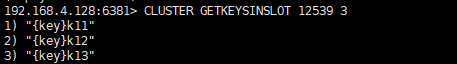 192.168.4.128:6381> CLUSTER GETKEYSINSLOT 12539 3
1) "{key}k11"
2) "{key}k12"
3) "{key}k13"